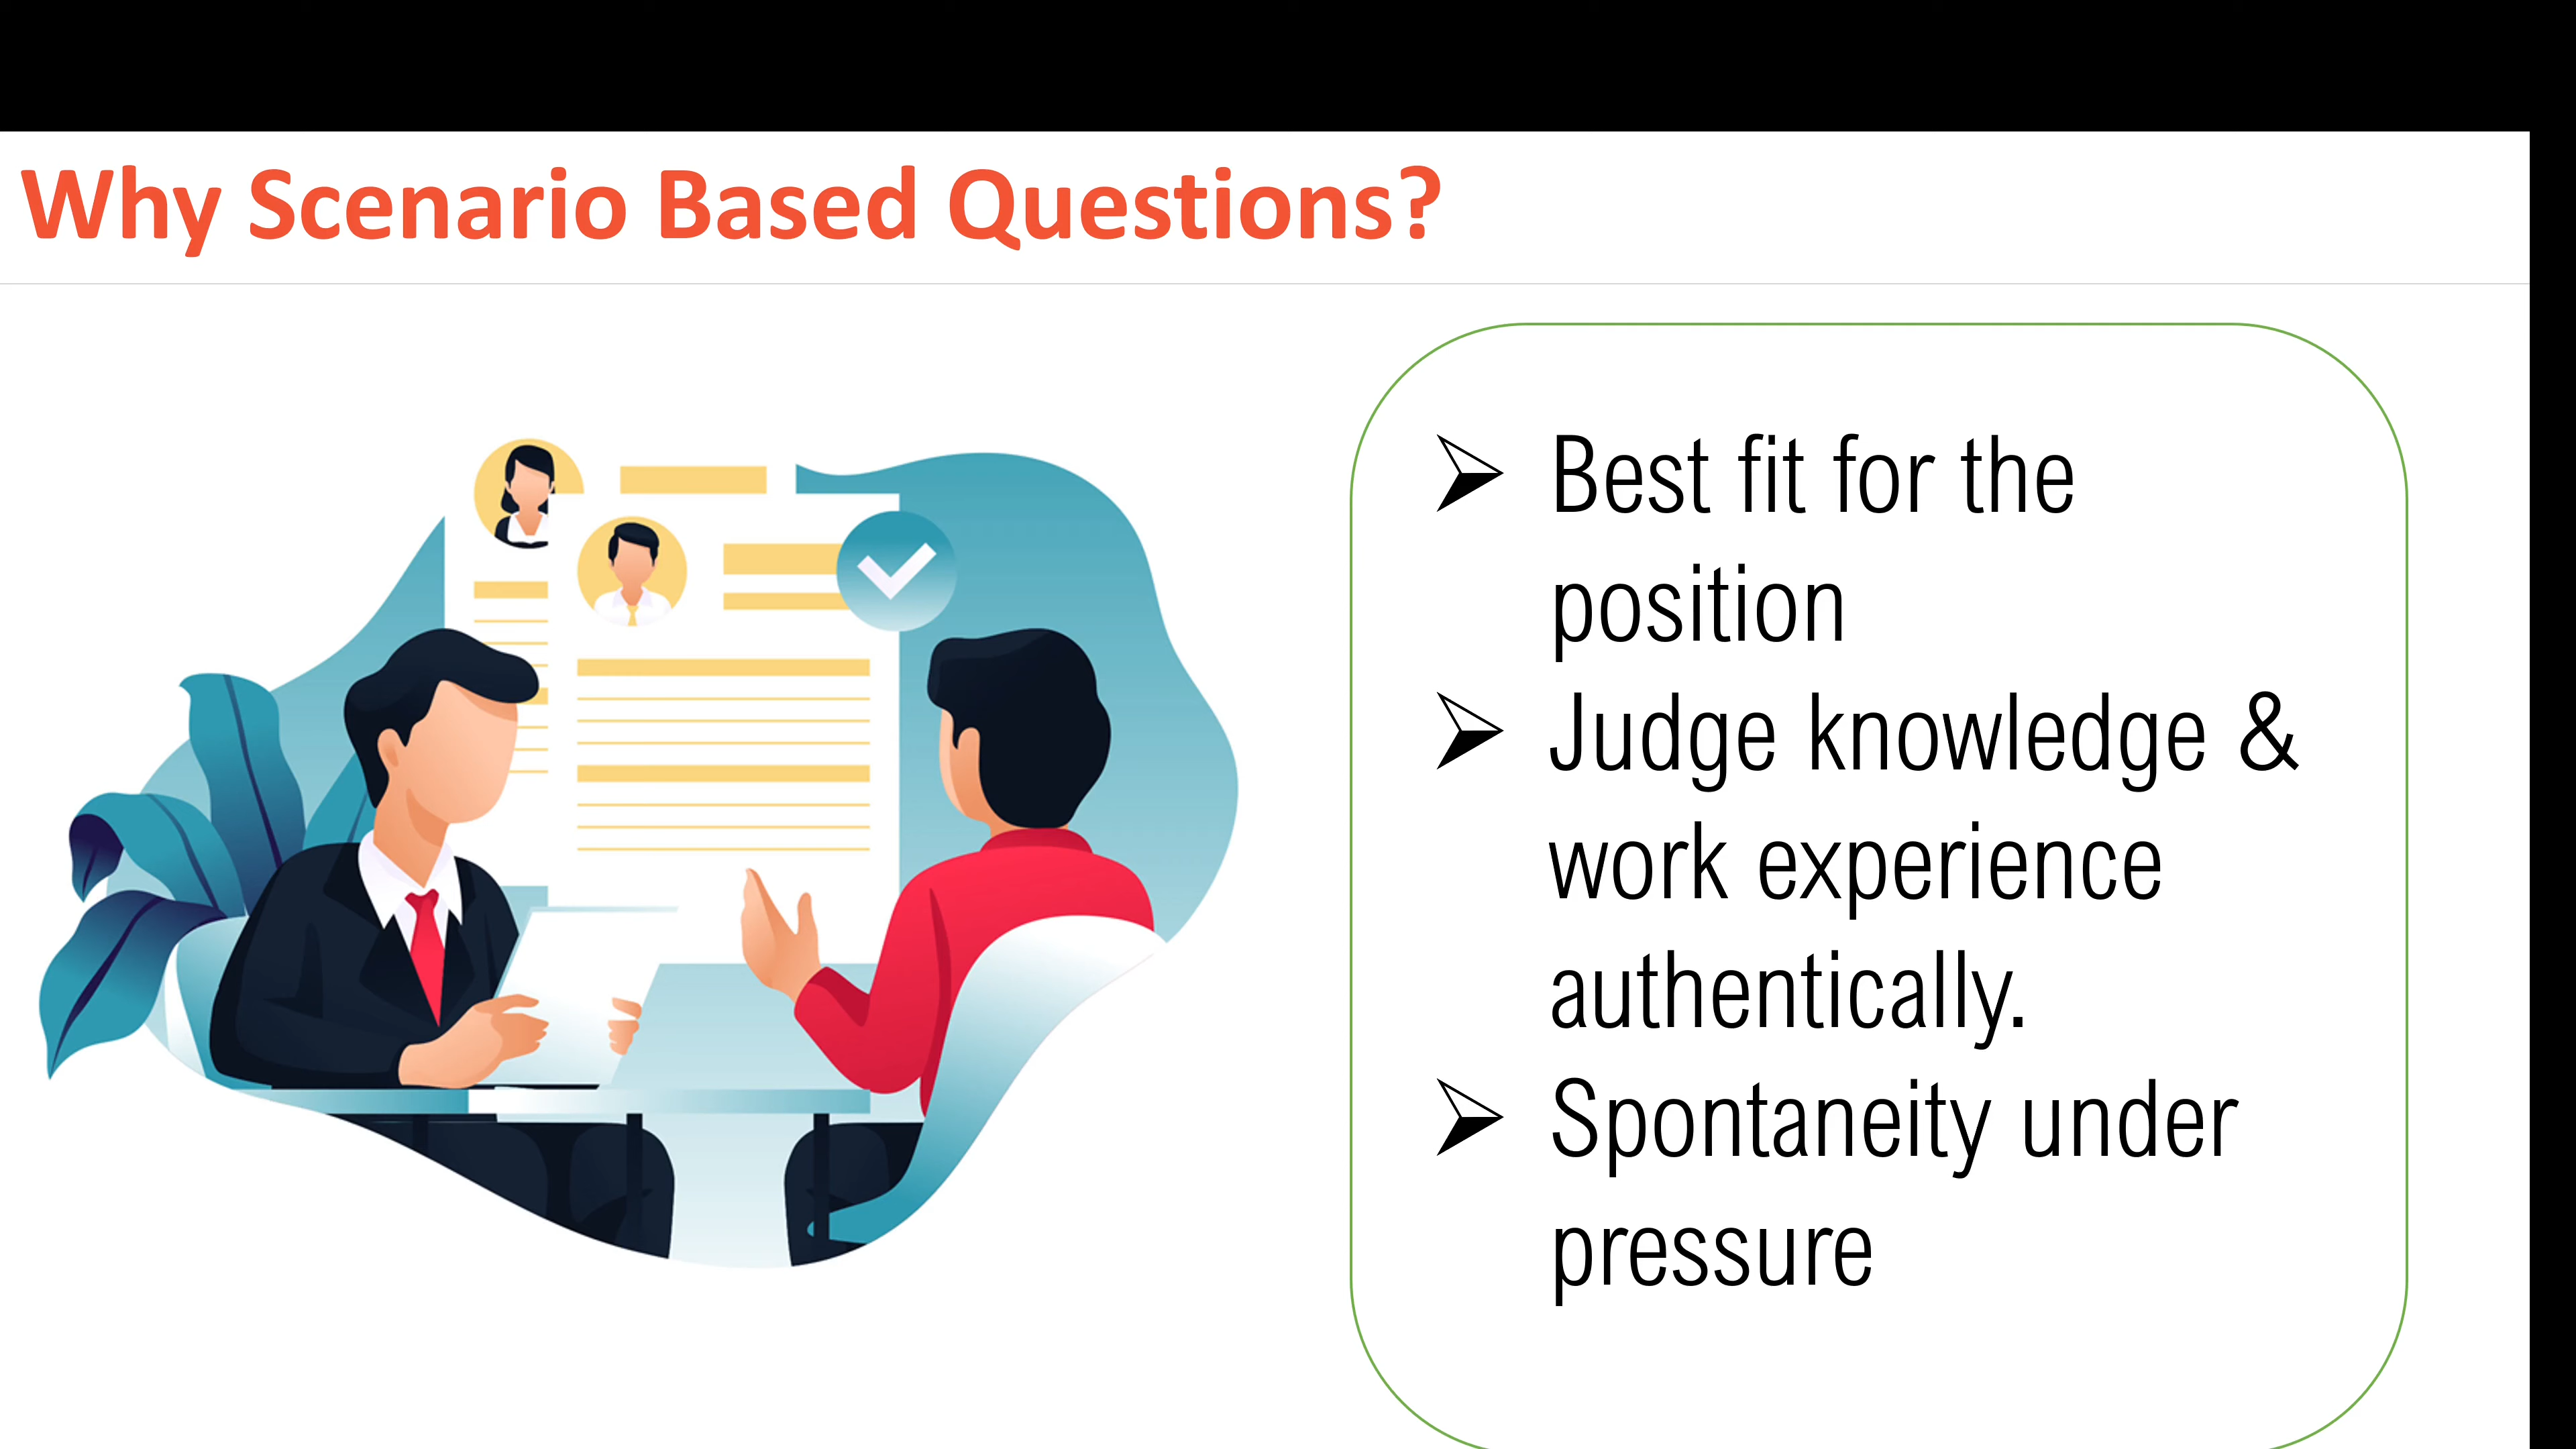 Why Scenario Based Questions?
➢ Best fit for the
position
➢ Judge knowledge &
work experience
authentically.
➢ Spontaneity under
pressure